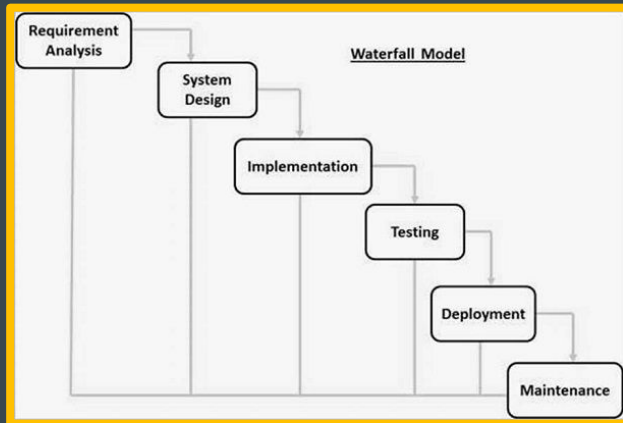 Requirement
Analysis
Waterfall Model
System
Design
Implementation
Testing
Deployment
Maintenance